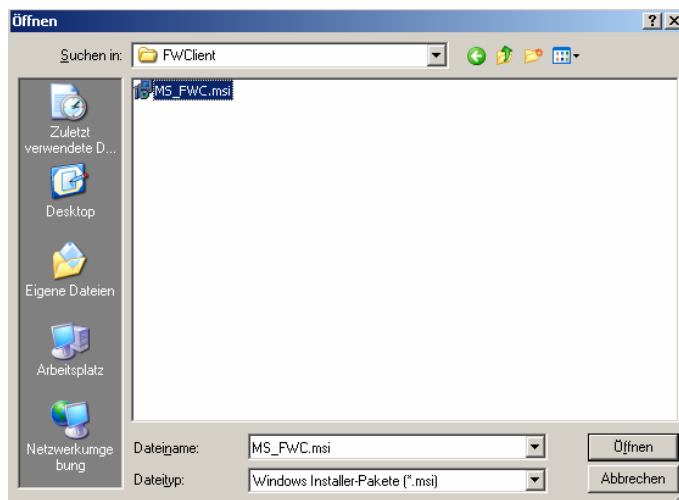 Öffnen
Suchen in:
FWClient
MS_FWC.msi
Zuletzt
verwendete D...
Desktop
Eigene Dateien
Arbeitsplatz
Netzwerkumge
bung
Dateiname:
MS_FWC.msi
Öffnen
Dateityp:
Windows Installer-Pakete (*.msi)
Abbrechen